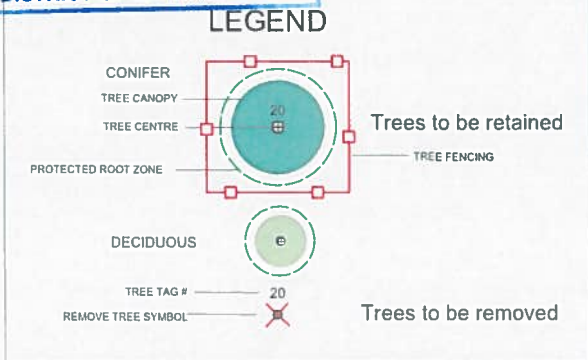 LEGEND
CONIFER
TREE CANOPY
20
TREE CENTRE
Trees to be retained
TREE FENCING
PROTECTED ROOT ZONE
DECIDUOUS
TREE TAG #
20
REMOVE TREE SYMBOL
Trees to be removed